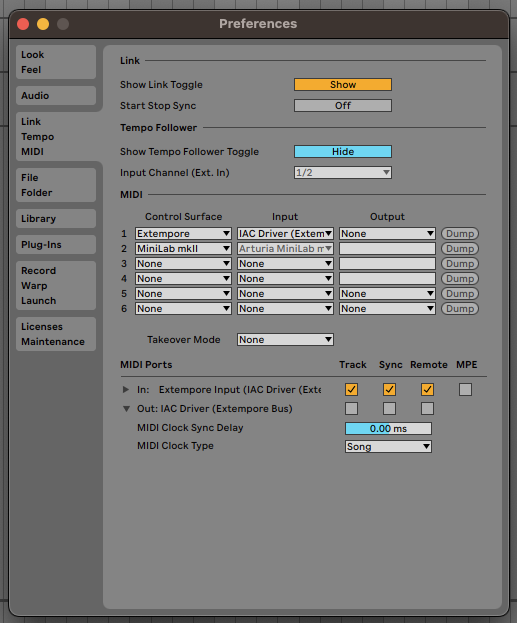 Preferences
Look
Feel
Audio
Link
Tempo
MIDI
File
Folder
Library
Plug-Ins
Record
Warp
Launch
Licenses
Maintenance
Link
Show Link Toggle Show
Start Stop Sync Off
Tempo Follower
Show Tempo Follower Toggle Hide
Input Channel (Ext. In) 1/2
MIDI
Control Surface Input Output
1 Extempore IAC Driver (Extem None Dump
2 MiniLab mkII Arturia MiniLab m Dump
3 None None Dump
4 None None Dump
5 None None None Dump
6 None None None Dump
Takeover Mode None
MIDI Ports Track Sync Remote MPE
In: Extempore Input (IAC Driver (Exte
Out: IAC Driver (Extempore Bus)
MIDI Clock Sync Delay 0.00 ms
MIDI Clock Type Song